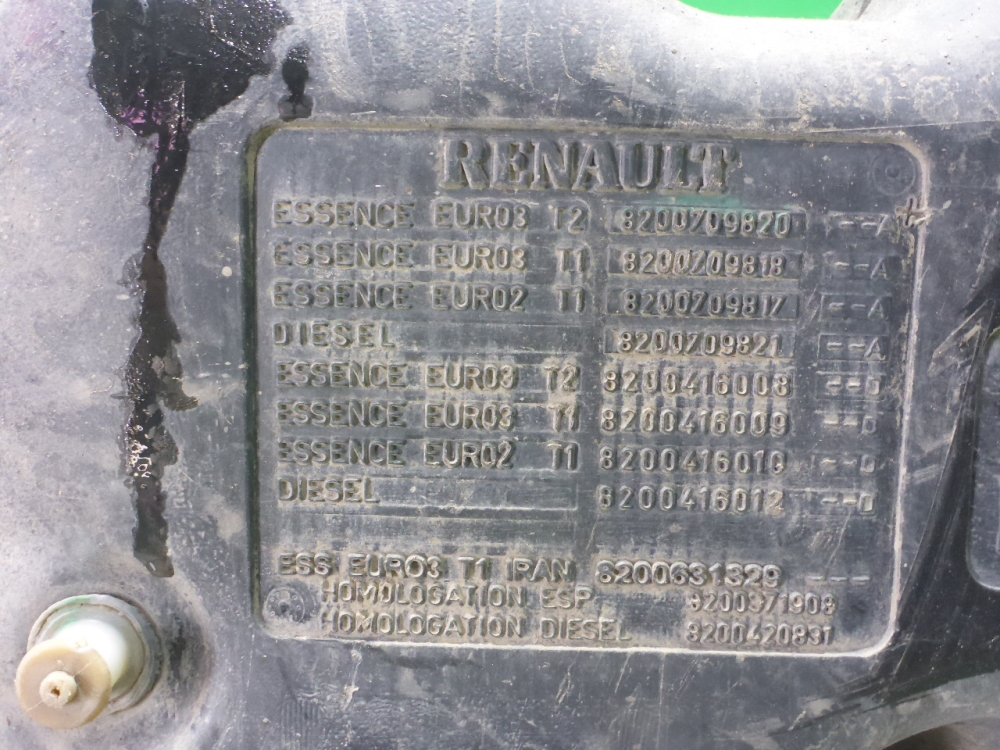 RENAULT
ESSENCE EURO3 T2 8200709820 --A
ESSENCE EURO3 T1 8200709818 --A
ESSENCE EURO2 T1 8200709817 --A
DIESEL 8200709821 --A
ESSENCE EURO3 T2 8200416008 --D
ESSENCE EURO3 T1 8200416009 --D
ESSENCE EURO2 T1 8200416010 --D
DIESEL 8200416012 --D
ESS EURO3 T1 IRAN 8200631329 ---
HOMOLOGATION ESP 8200371908
HOMOLOGATION DIESEL 8200420831